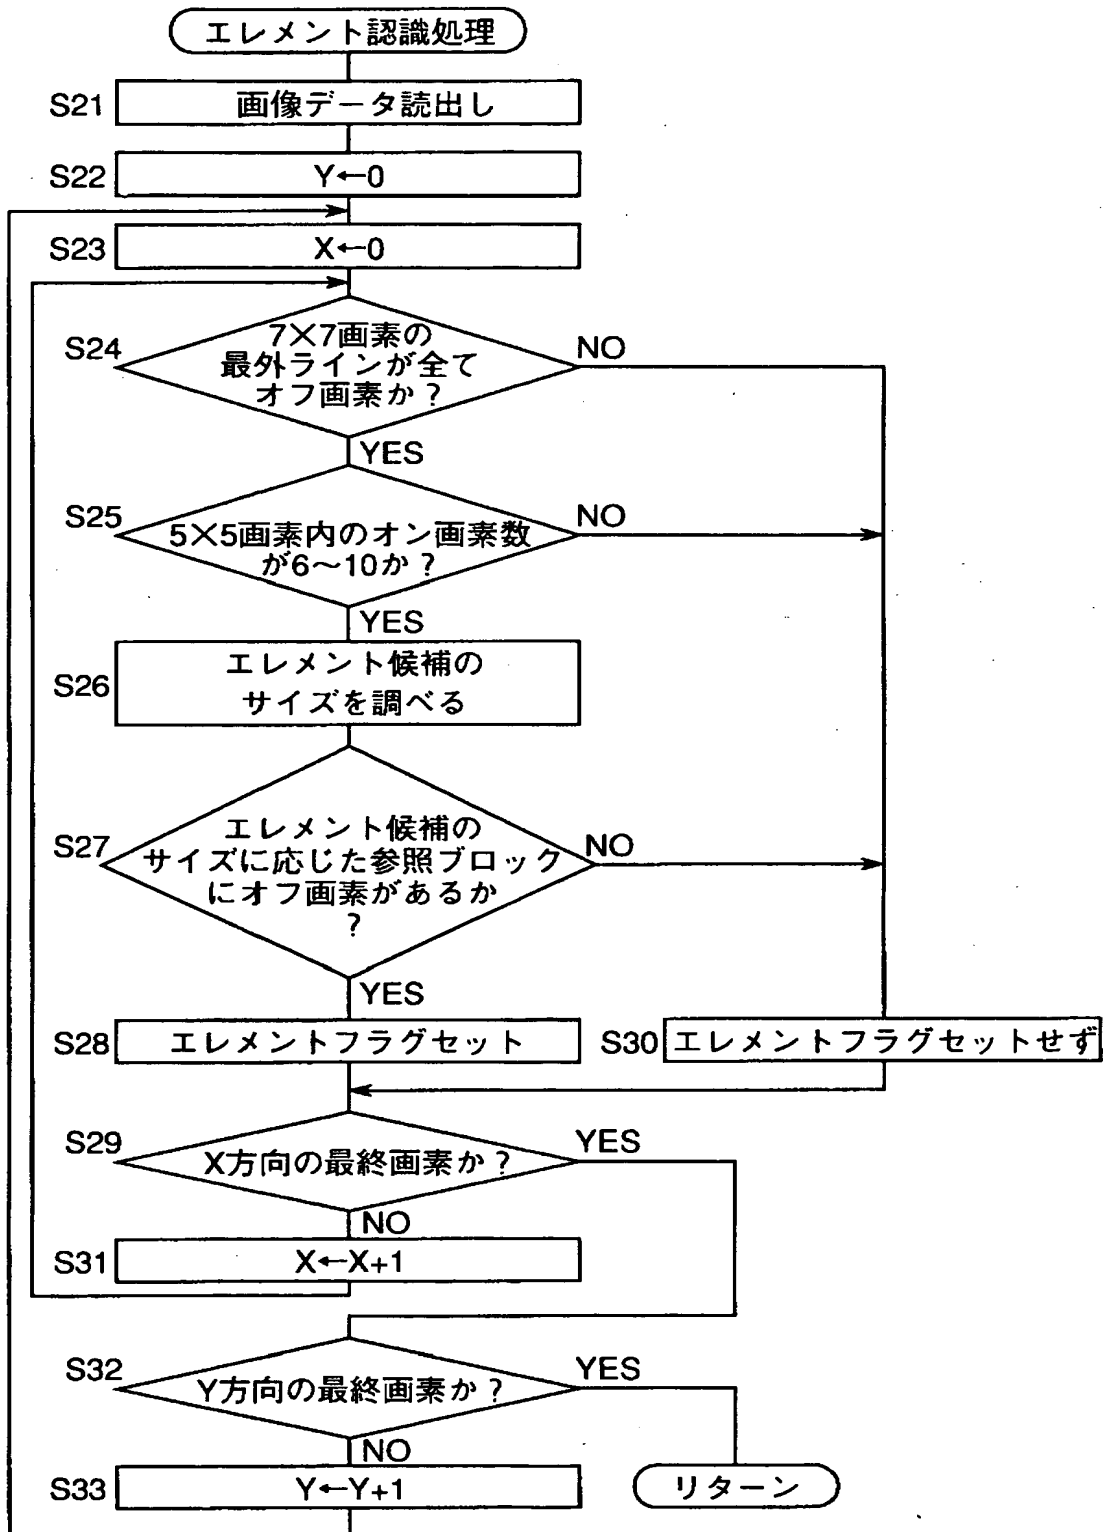 エレメント認識処理
S21 画像データ読出し
S22 Y←0
S23 X←0
S24 7×7画素の
最外ラインが全て
オフ画素か?
NO
YES
S25 5×5画素内のオン画素数
が6～10か?
NO
YES
S26 エレメント候補の
サイズを調べる
S27 エレメント候補の
サイズに応じた参照ブロック
にオフ画素があるか
?
NO
YES
S28 エレメントフラグセット
S30 エレメントフラグセットせず
S29 X方向の最終画素か?
YES
NO
S31 X←X+1
S32 Y方向の最終画素か?
YES
NO
S33 Y←Y+1
リターン